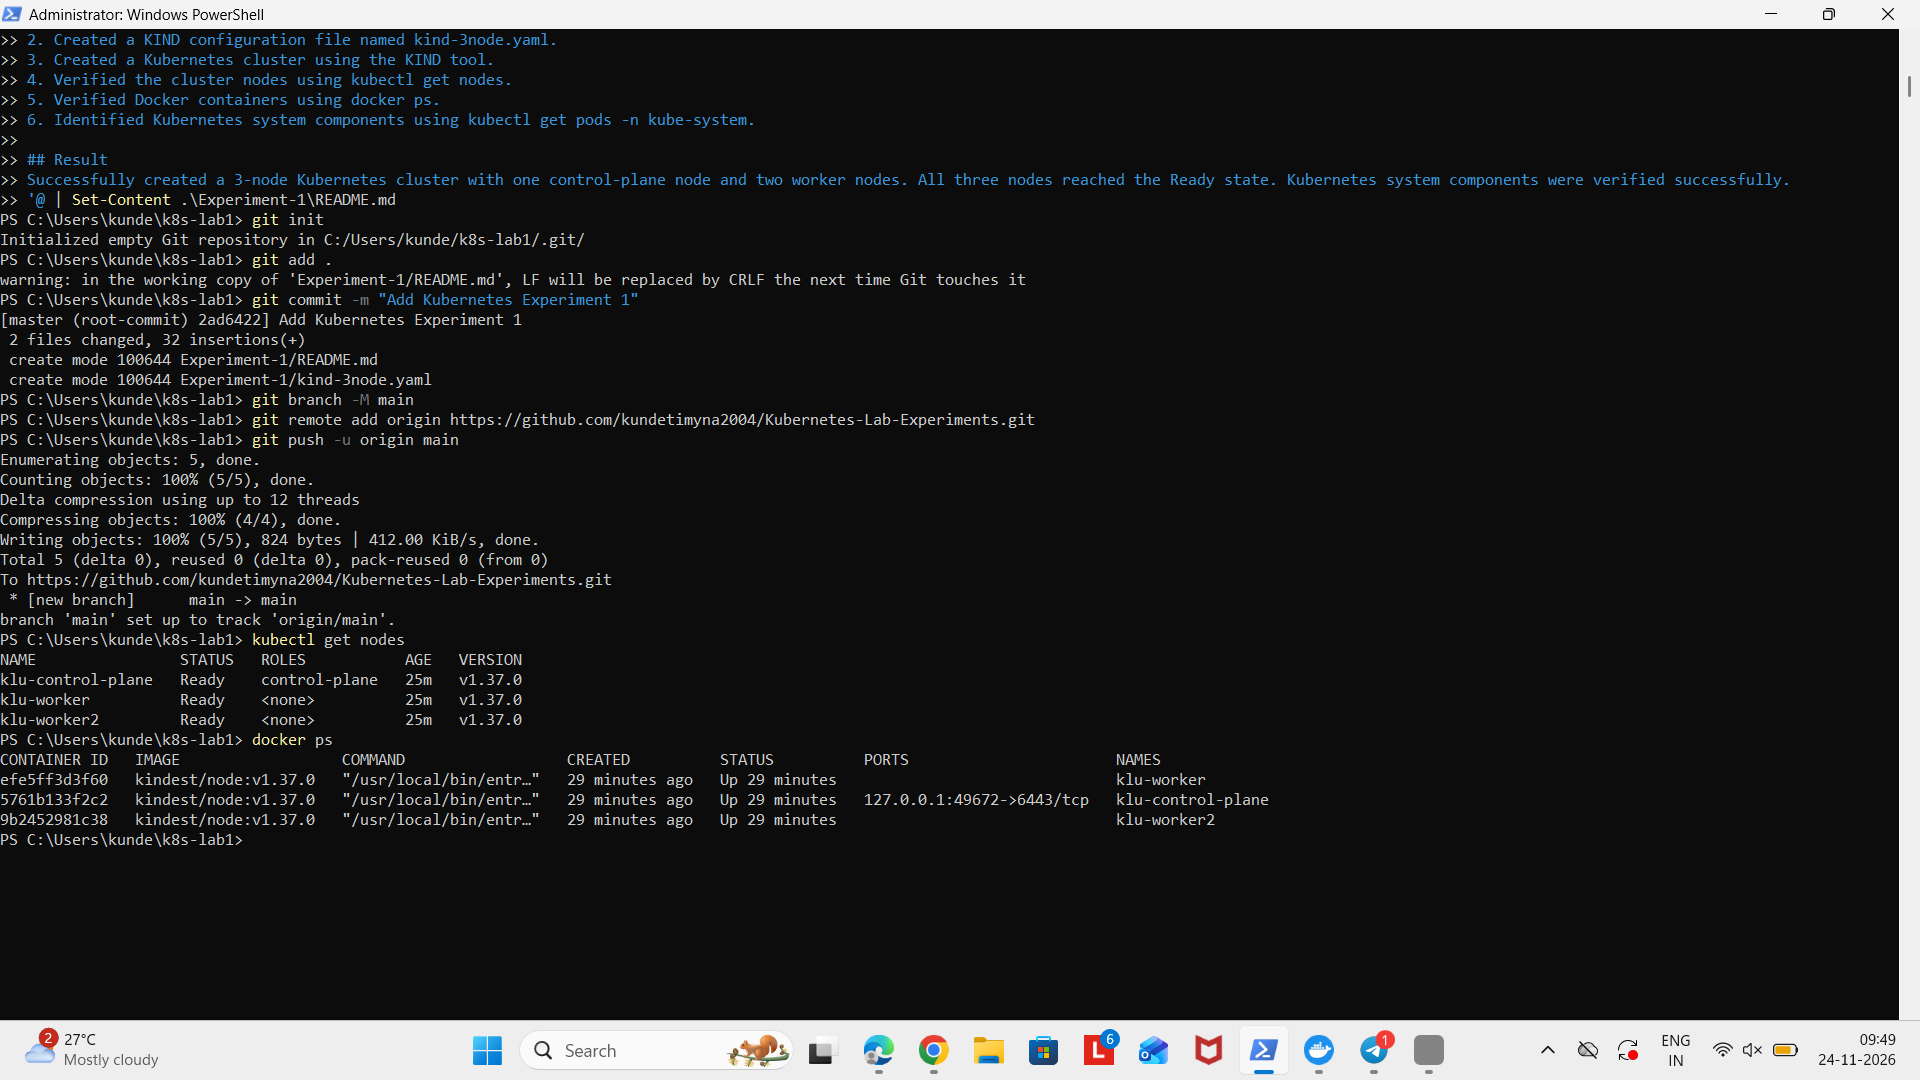 Administrator: Windows PowerShell
>> 2. Created a KIND configuration file named kind-3node.yaml.
>> 3. Created a Kubernetes cluster using the KIND tool.
>> 4. Verified the cluster nodes using kubectl get nodes.
>> 5. Verified Docker containers using docker ps.
>> 6. Identified Kubernetes system components using kubectl get pods -n kube-system.
>>
>> ## Result
>> Successfully created a 3-node Kubernetes cluster with one control-plane node and two worker nodes. All three nodes reached the Ready state. Kubernetes system components were verified successfully.
>> '@ | Set-Content .\Experiment-1\README.md
PS C:\Users\kunde\k8s-lab1> git init
Initialized empty Git repository in C:/Users/kunde/k8s-lab1/.git/
PS C:\Users\kunde\k8s-lab1> git add .
warning: in the working copy of 'Experiment-1/README.md', LF will be replaced by CRLF the next time Git touches it
PS C:\Users\kunde\k8s-lab1> git commit -m "Add Kubernetes Experiment 1"
[master (root-commit) 2ad6422] Add Kubernetes Experiment 1
 2 files changed, 32 insertions(+)
 create mode 100644 Experiment-1/README.md
 create mode 100644 Experiment-1/kind-3node.yaml
PS C:\Users\kunde\k8s-lab1> git branch -M main
PS C:\Users\kunde\k8s-lab1> git remote add origin https://github.com/kundetimyna2004/Kubernetes-Lab-Experiments.git
PS C:\Users\kunde\k8s-lab1> git push -u origin main
Enumerating objects: 5, done.
Counting objects: 100% (5/5), done.
Delta compression using up to 12 threads
Compressing objects: 100% (4/4), done.
Writing objects: 100% (5/5), 824 bytes | 412.00 KiB/s, done.
Total 5 (delta 0), reused 0 (delta 0), pack-reused 0 (from 0)
To https://github.com/kundetimyna2004/Kubernetes-Lab-Experiments.git
 * [new branch]      main -> main
branch 'main' set up to track 'origin/main'.
PS C:\Users\kunde\k8s-lab1> kubectl get nodes
NAME                STATUS   ROLES           AGE   VERSION
klu-control-plane   Ready    control-plane   25m   v1.37.0
klu-worker          Ready    <none>          25m   v1.37.0
klu-worker2         Ready    <none>          25m   v1.37.0
PS C:\Users\kunde\k8s-lab1> docker ps
CONTAINER ID   IMAGE                  COMMAND                  CREATED          STATUS          PORTS                       NAMES
efe5ff3d3f60   kindest/node:v1.37.0   "/usr/local/bin/entr…"   29 minutes ago   Up 29 minutes                               klu-worker
5761b133f2c2   kindest/node:v1.37.0   "/usr/local/bin/entr…"   29 minutes ago   Up 29 minutes   127.0.0.1:49672->6443/tcp   klu-control-plane
9b2452981c38   kindest/node:v1.37.0   "/usr/local/bin/entr…"   29 minutes ago   Up 29 minutes                               klu-worker2
PS C:\Users\kunde\k8s-lab1>
2
27°C
Mostly cloudy
Search
L
6
1
ENG
IN
09:49
24-11-2026